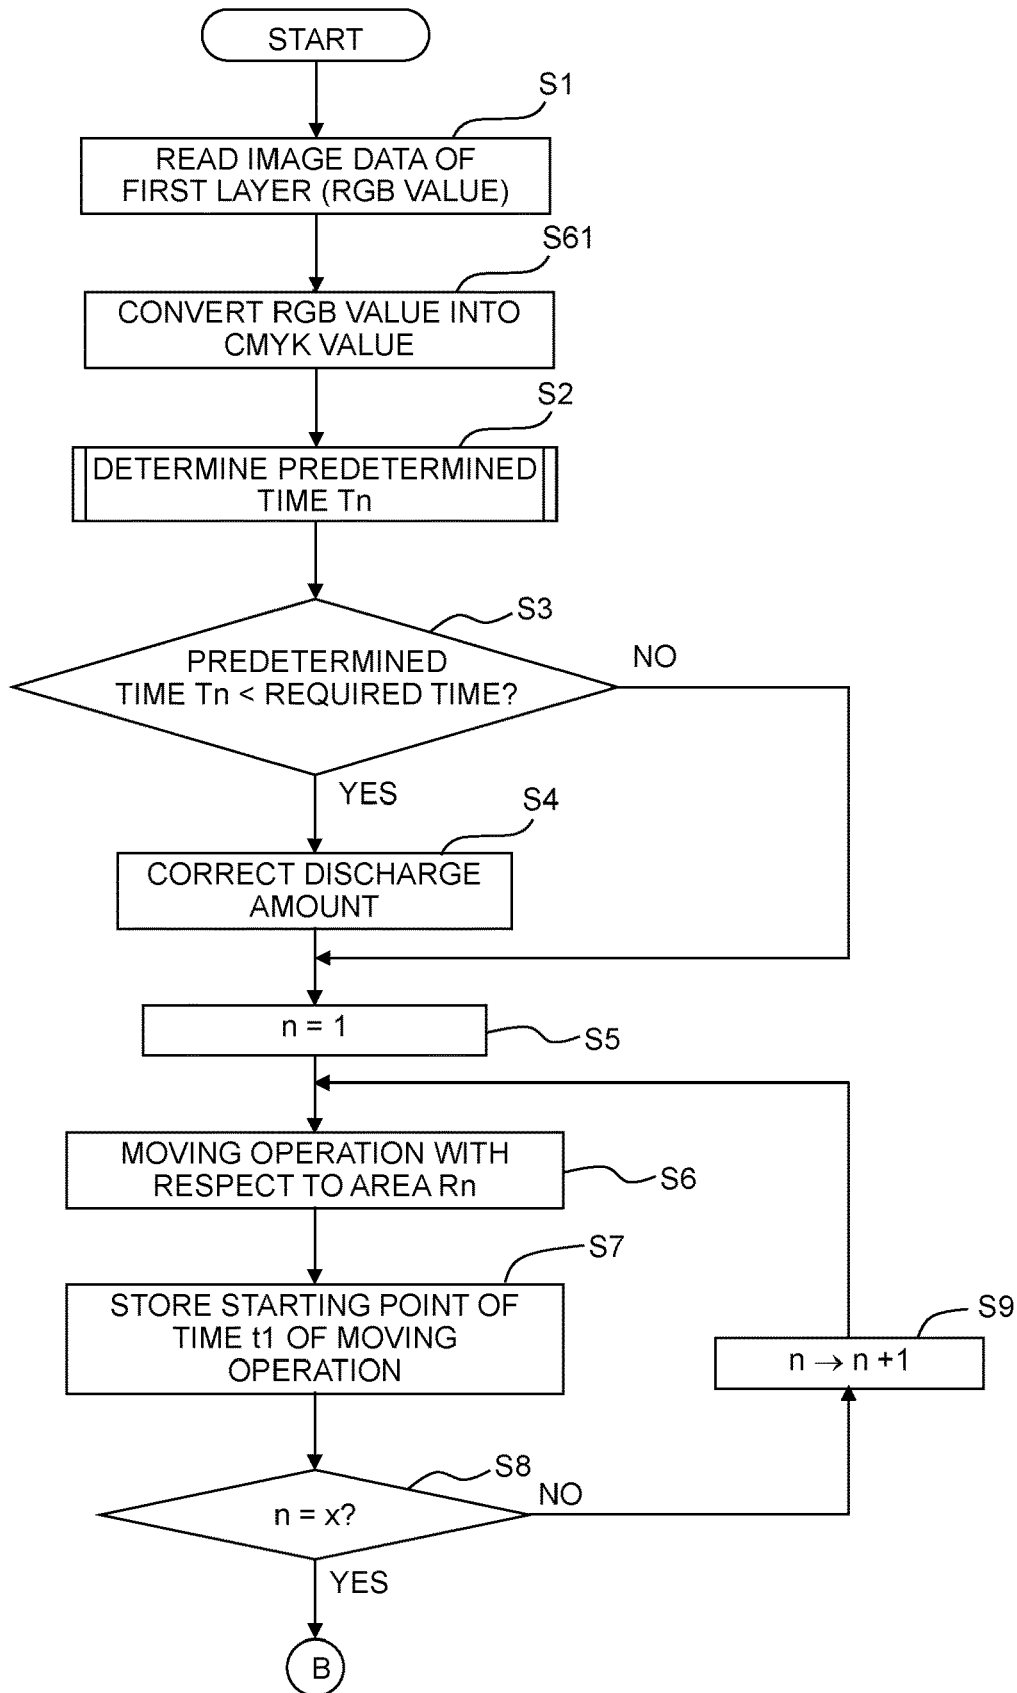 START
S1
READ IMAGE DATA OF
FIRST LAYER (RGB VALUE)
S61
CONVERT RGB VALUE INTO
CMYK VALUE
S2
DETERMINE PREDETERMINED
TIME Tn
S3
PREDETERMINED
TIME Tn < REQUIRED TIME?
NO
YES
S4
CORRECT DISCHARGE
AMOUNT
n = 1
S5
MOVING OPERATION WITH
RESPECT TO AREA Rn
S6
S7
STORE STARTING POINT OF
TIME t1 OF MOVING
OPERATION
S9
n → n +1
S8
n = x?
NO
YES
B